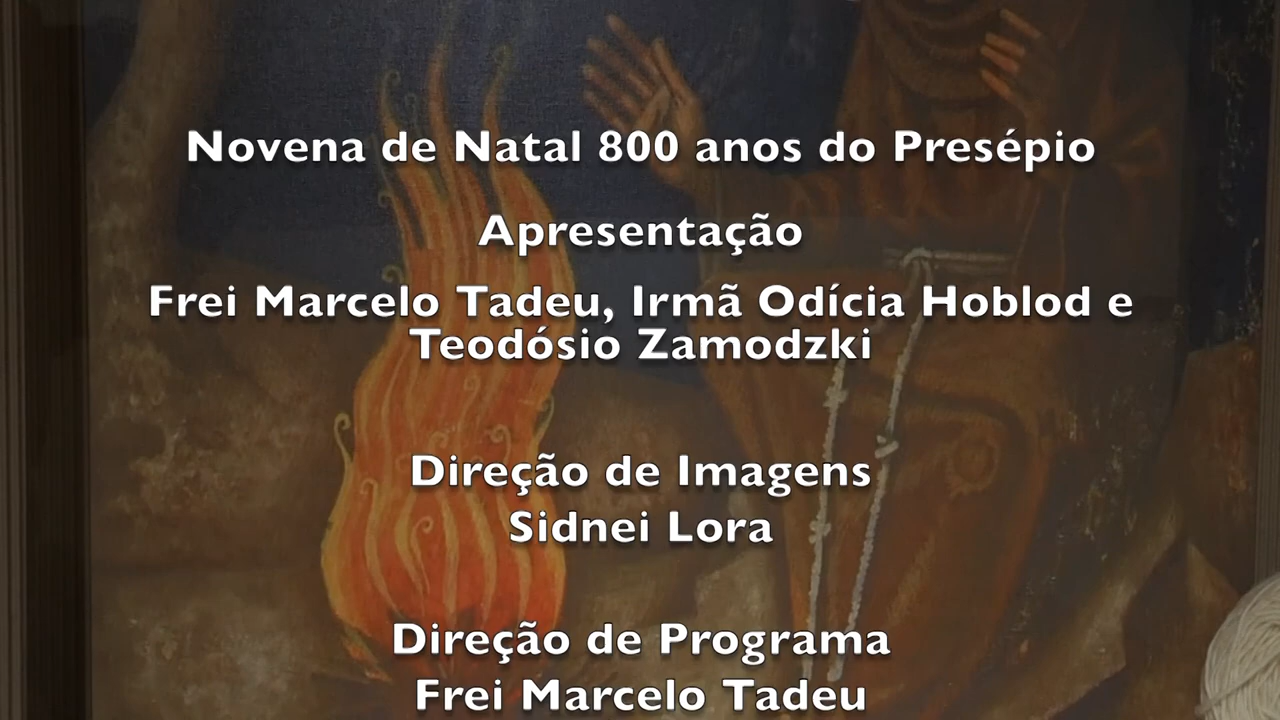 Novena de Natal 800 anos do Presépio
Apresentação
Frei Marcelo Tadeu, Irmã Odícia Hoblod e
Teodósio Zamodzki
Direção de Imagens
Sidnei Lora
Direção de Programa
Frei Marcelo Tadeu